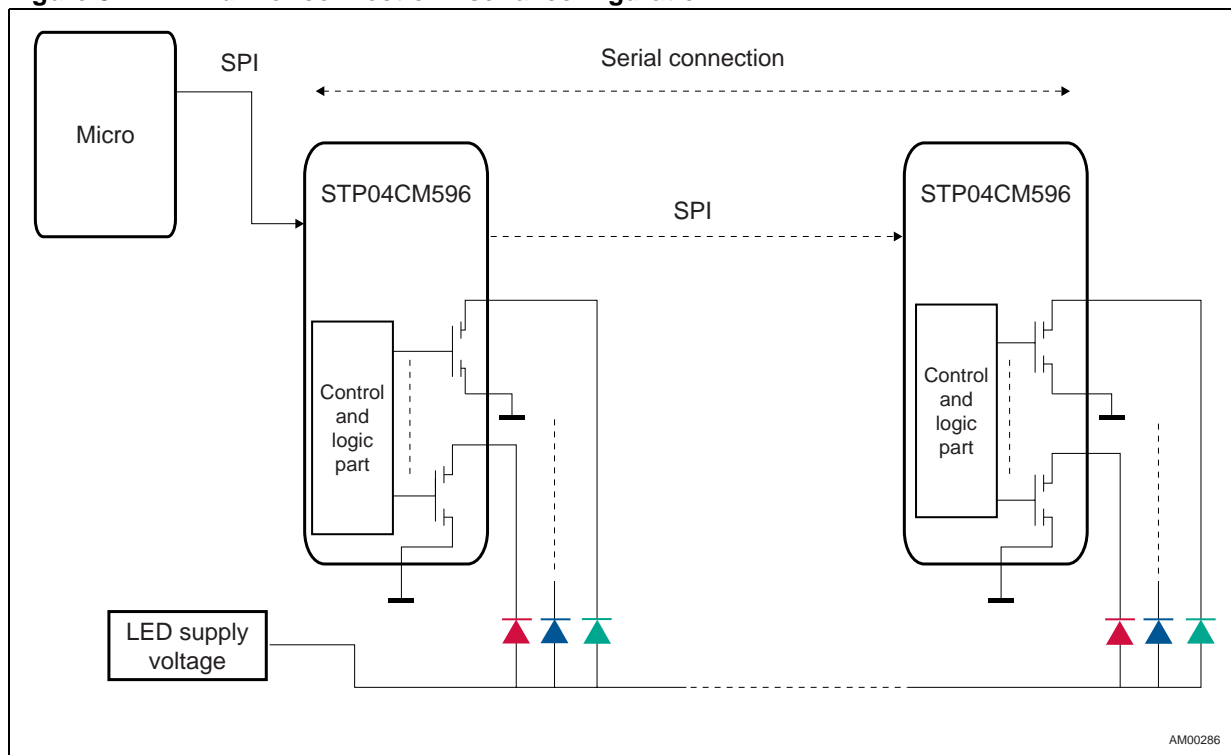 Micro
SPI
Serial connection
STP04CM596
SPI
STP04CM596
Control
and
logic
part
Control
and
logic
part
LED supply
voltage
AM00286